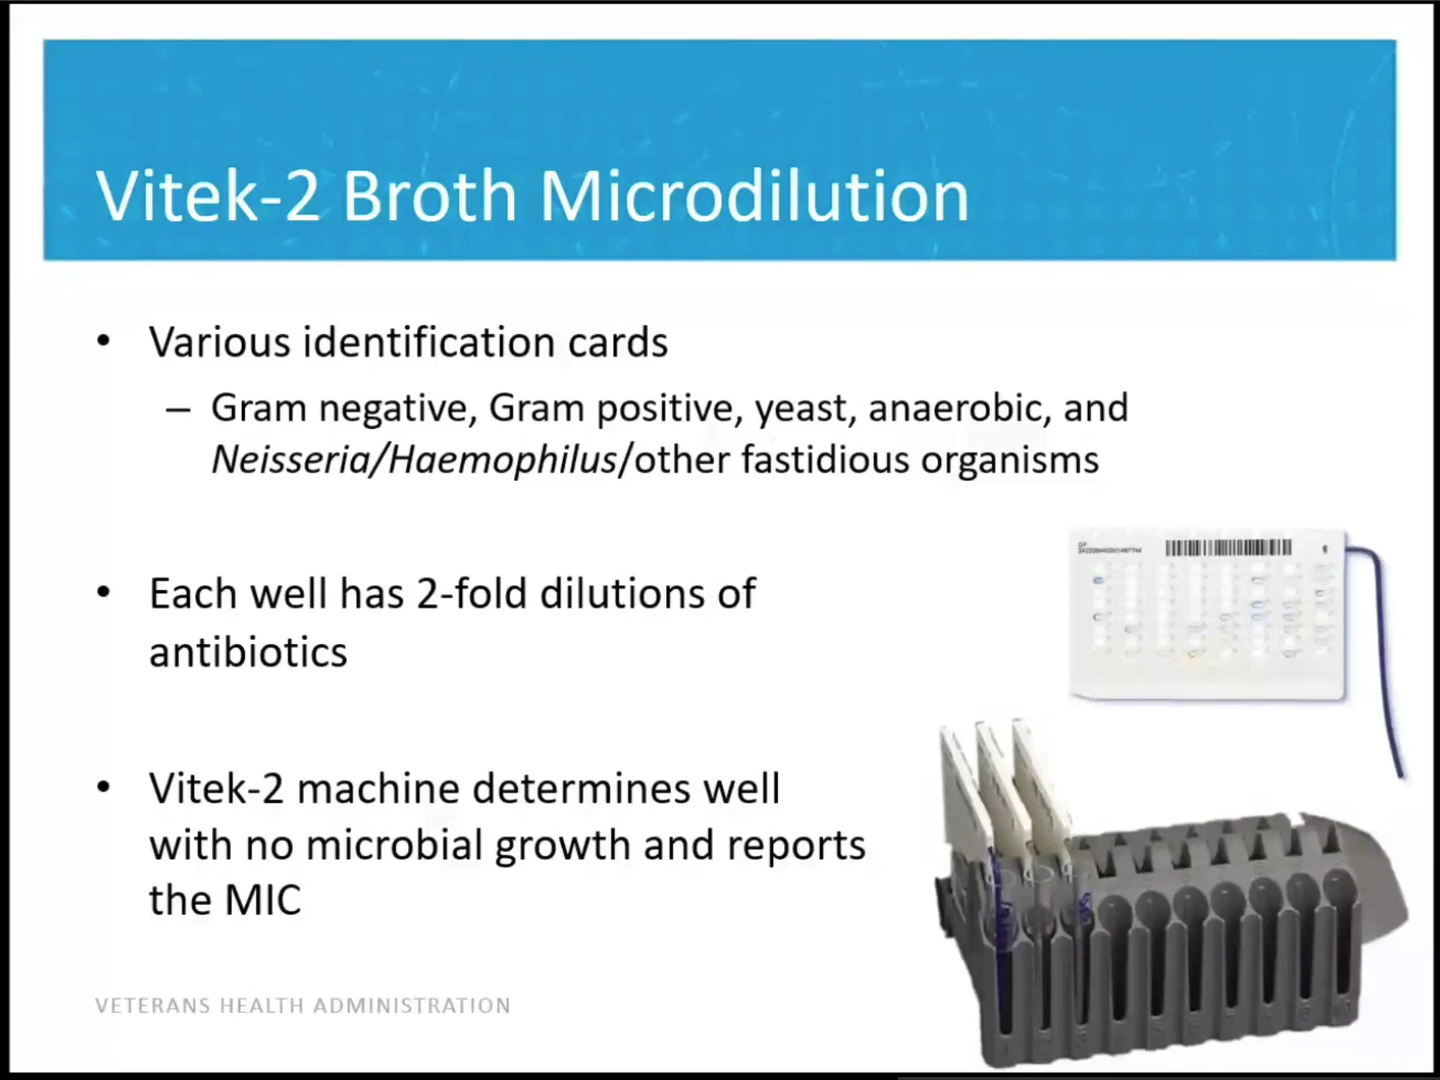 Vitek-2 Broth Microdilution
• Various identification cards
– Gram negative, Gram positive, yeast, anaerobic, and
Neisseria/Haemophilus/other fastidious organisms
• Each well has 2-fold dilutions of
antibiotics
• Vitek-2 machine determines well
with no microbial growth and reports
the MIC
VETERANS HEALTH ADMINISTRATION